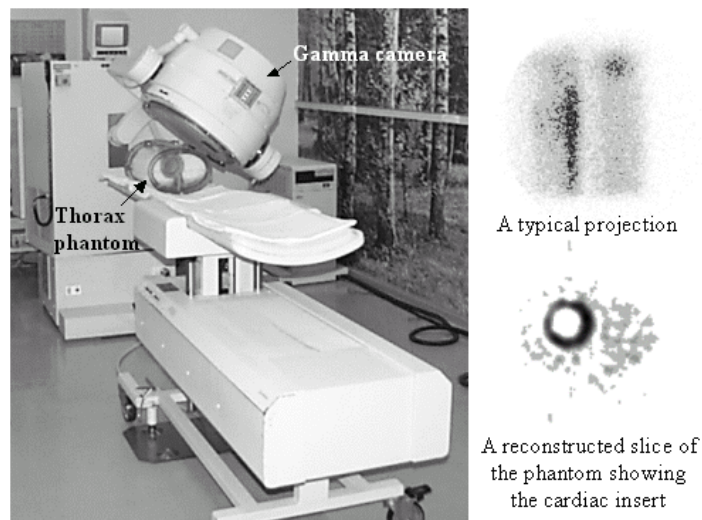 Gamma camera
Thorax
phantom
A typical projection
A reconstructed slice of
the phantom showing
the cardiac insert